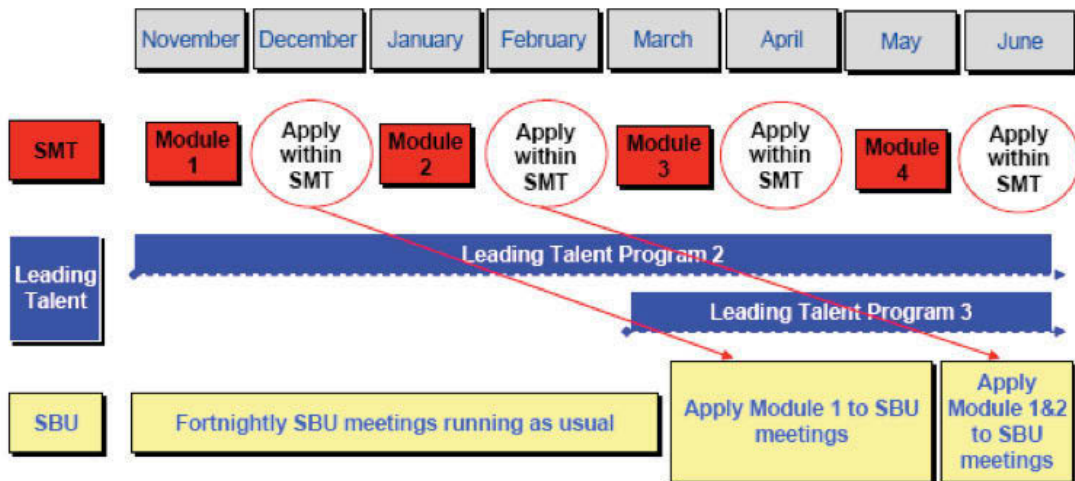 November December January February March April May June
SMT
Module
1
Apply
within
SMT
Module
2
Apply
within
SMT
Module
3
Apply
within
SMT
Module
4
Apply
within
SMT
Leading
Talent
Leading Talent Program 2
Leading Talent Program 3
SBU
Fortnightly SBU meetings running as usual
Apply Module 1 to SBU
meetings
Apply
Module 1&2
to SBU
meetings